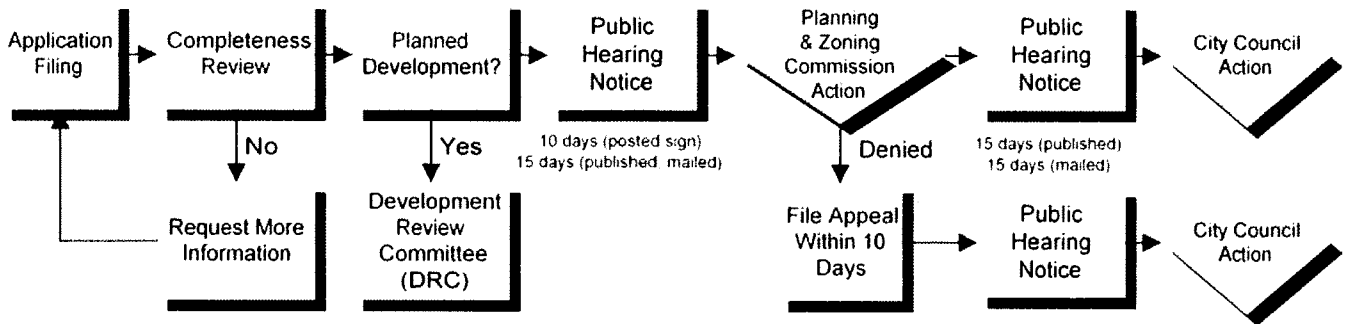 Application
Filing
Completeness
Review
Planned
Development?
Public
Hearing
Notice
Planning
& Zoning
Commission
Action
Public
Hearing
Notice
City Council
Action
10 days (posted sign)
15 days (published, mailed)
15 days (published)
15 days (mailed)
No
Yes
Denied
Request More
Information
Development
Review
Committee
(DRC)
File Appeal
Within 10
Days
Public
Hearing
Notice
City Council
Action